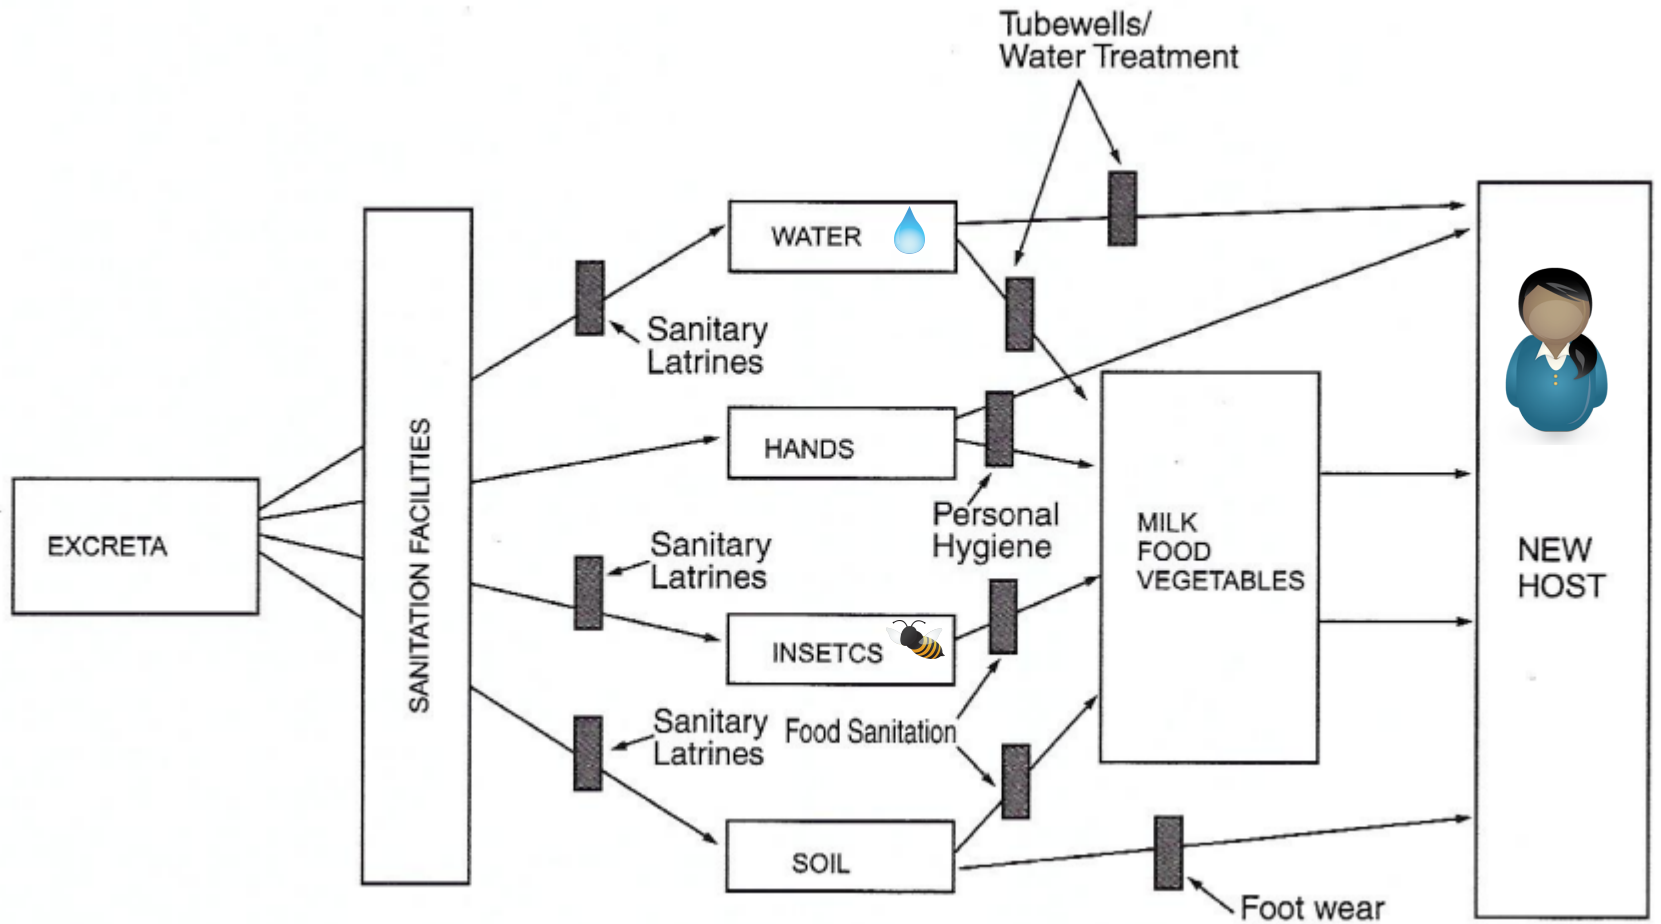 Tubewells/
Water Treatment
WATER
Sanitary
Latrines
HANDS
SANITATION FACILITIES
Personal
Hygiene
MILK
FOOD
VEGETABLES
EXCRETA
Sanitary
Latrines
NEW
HOST
INSETCS
Sanitary
Latrines
Food Sanitation
SOIL
Foot wear